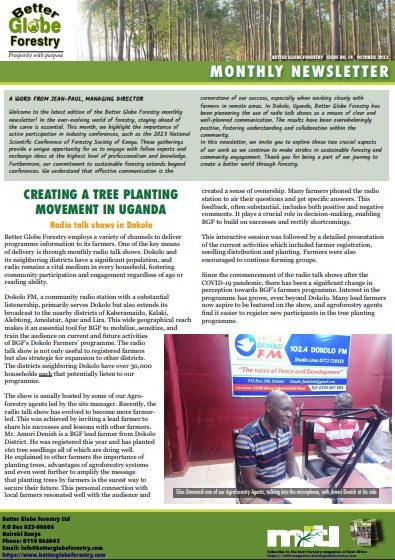 Better
Globe
Forestry
Prosperity with purpose
BETTER GLOBE FORESTRY ISSUE NO.14 OCTOBER 2023
MONTHLY NEWSLETTER
A WORD FROM JEAN-PAUL, MANAGING DIRECTOR
Welcome to the latest edition of the Better Globe Forestry monthly
newsletter! In the ever-evolving world of forestry, staying ahead of
the curve is essential. This month, we highlight the importance of
active participation in industry conferences, such as the 2023 National
Scientific Conference of Forestry Society of Kenya. These gatherings
provide a unique opportunity for us to engage with fellow experts and
exchange ideas at the highest level of professionalism and knowledge.
Furthermore, our commitment to sustainable forestry extends beyond
conferences. We understand that effective communication is the
cornerstone of our success, especially when working closely with
farmers in remote areas. In Dokolo, Uganda, Better Globe Forestry has
been pioneering the use of radio talk shows as a means of clear and
well-planned communication. The results have been overwhelmingly
positive, fostering understanding and collaboration within the
community.
In this newsletter, we invite you to explore these two crucial aspects
of our work as we continue to make strides in sustainable forestry and
community engagement. Thank you for being a part of our journey to
create a better world through forestry.
CREATING A TREE PLANTING
MOVEMENT IN UGANDA
Radio talk shows in Dokolo
Better Globe Forestry employs a variety of channels to deliver
programme information to its farmers. One of the key means
of delivery is through monthly radio talk shows. Dokolo and
its neighboring districts have a significant population, and
radio remains a vital medium in every household, fostering
community participation and engagement regardless of age or
reading ability.
Dokolo FM, a community radio station with a substantial
listenership, primarily serves Dokolo but also extends its
broadcast to the nearby districts of Kaberamaido, Kalaki,
Alebtong, Amolatar, Apac and Lira. This wide geographical reach
makes it an essential tool for BGF to mobilize, sensitize, and
train the audience on current and future activities
of BGF's Dokolo Farmers' programme. The radio
talk show is not only useful to registered farmers
but also strategic for expansion to other districts.
The districts neighboring Dokolo have over 30,000
households each that potentially listen to our
programme.
The show is usually hosted by some of our Agro-
forestry agents led by the site manager. Recently, the
radio talk show has evolved to become more farmer-
led. This was achieved by inviting a lead farmer to
share his successes and lessons with other farmers.
Mr. Amori Denish is a BGF lead farmer from Dokolo
District. He was registered this year and has planted
160 tree seedlings all of which are doing well.
He explained to other farmers the importance of
planting trees, advantages of agroforestry systems
and even went further to amplify the message
that planting trees by farmers is the surest way to
secure their future. This personal connection with
local farmers resonated well with the audience and
created a sense of ownership. Many farmers phoned the radio
station to air their questions and get specific answers. This
feedback, often substantial, includes both positive and negative
comments. It plays a crucial role in decision-making, enabling
BGF to build on successes and rectify shortcomings.
This interactive session was followed by a detailed presentation
of the current activities which included farmer registration,
seedling distribution and planting. Farmers were also
encouraged to continue forming groups.
Since the commencement of the radio talk shows after the
COVID-19 pandemic, there has been a significant change in
perception towards BGF's farmers programme. Interest in the
programme has grown, even beyond Dokolo. Many lead farmers
now aspire to be featured on the show, and agroforestry agents
find it easier to register new participants in the tree planting
programme.
102.4 DOKOLO FM
"The voice of Peace and Development"
Silas Omwound one of our Agroforestry Agents, talking into the microphone, with Amori Denish at his side
Better Globe Forestry Ltd
P.O Box 823-00606
Nairobi Kenya
Phone: 0110 866043
Email: info@betterglobeforestry.com
https://www.betterglobeforestry.com
Subscribe to the best forestry magazine of East Africa